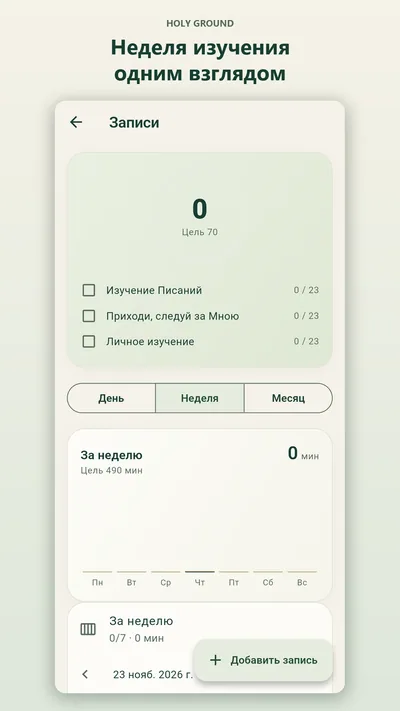 HOLY GROUND
Неделя изучения
одним взглядом
Записи
0
Цель 70
Изучение Писаний 0 / 23
Приходи, следуй за Мною 0 / 23
Личное изучение 0 / 23
День Неделя Месяц
За неделю 0 мин
Цель 490 мин
Пн Вт Ср Чт Пт Сб Вс
За неделю
0/7 · 0 мин
Добавить запись
23 нояб. 2026 г.